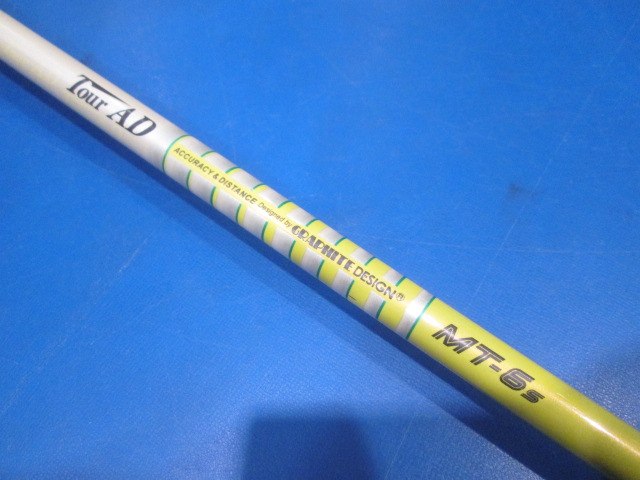 Tour AD
ACCURACY & DISTANCE Designed by GRAPHITE DESIGN®
MT-6s